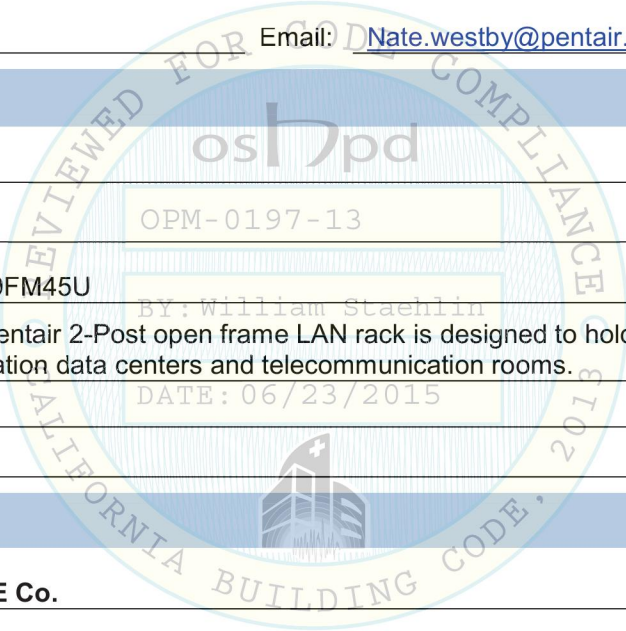 Email: Nate.westby@pentair.
FOR CODE COMPLIANCE
REVIEWED
oshpd
OPM-0197-13
FM45U
BY: William Staehlin
entair 2-Post open frame LAN rack is designed to hold
ation data centers and telecommunication rooms.
DATE: 06/23/2015
CALIFORNIA BUILDING CODE, 2013
E Co.